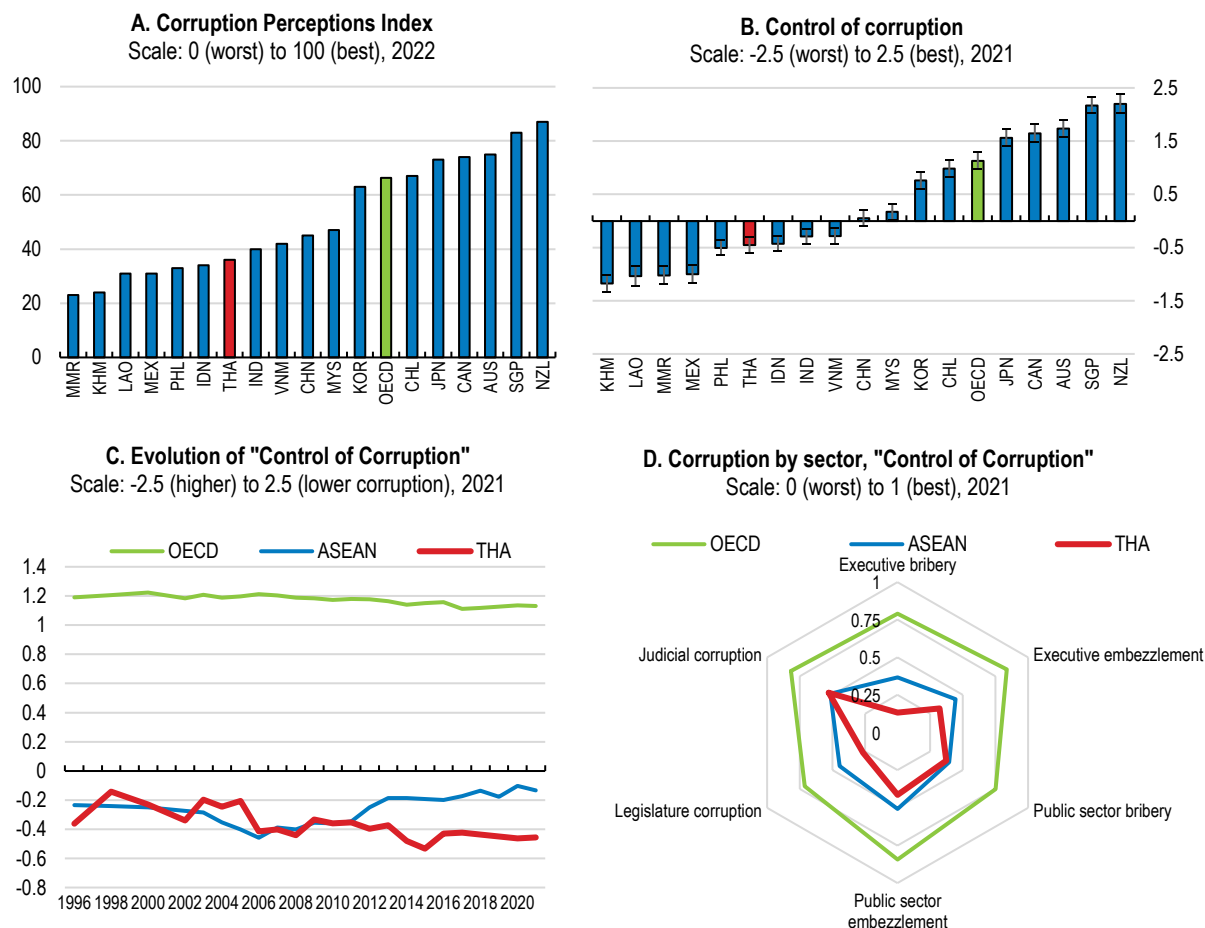 A. Corruption Perceptions Index
Scale: 0 (worst) to 100 (best), 2022
100
80
60
40
20
0
MMR
KHM
LAO
MEX
PHL
IDN
THA
IND
VNM
CHN
MYS
KOR
OECD
CHL
JPN
CAN
AUS
SGP
NZL
B. Control of corruption
Scale: -2.5 (worst) to 2.5 (best), 2021
2.5
1.5
0.5
-0.5
-1.5
-2.5
KHM
LAO
MMR
MEX
PHL
THA
IDN
IND
VNM
CHN
MYS
KOR
CHL
OECD
JPN
CAN
AUS
SGP
NZL
C. Evolution of "Control of Corruption"
Scale: -2.5 (higher) to 2.5 (lower corruption), 2021
OECD ASEAN THA
1.4
1.2
1
0.8
0.6
0.4
0.2
0
-0.2
-0.4
-0.6
-0.8
1996 1998 2000 2002 2004 2006 2008 2010 2012 2014 2016 2018 2020
D. Corruption by sector, "Control of Corruption"
Scale: 0 (worst) to 1 (best), 2021
OECD ASEAN THA
Executive bribery
1
0.75
0.5
0.25
0
Judicial corruption
Executive embezzlement
Legislature corruption
Public sector bribery
Public sector
embezzlement